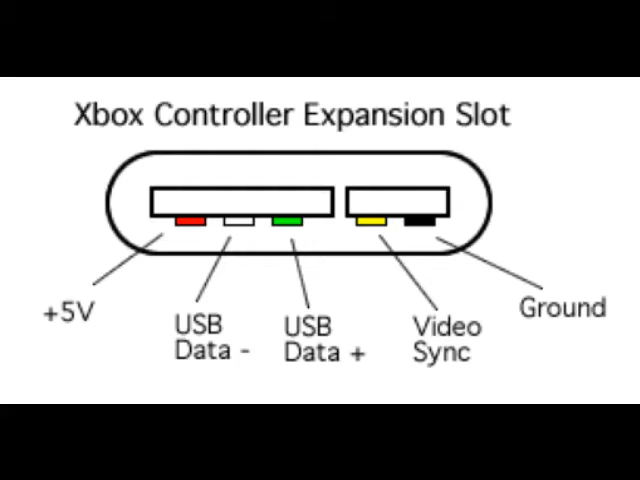 Xbox Controller Expansion Slot
+5V
USB
Data -
USB
Data +
Video
Sync
Ground